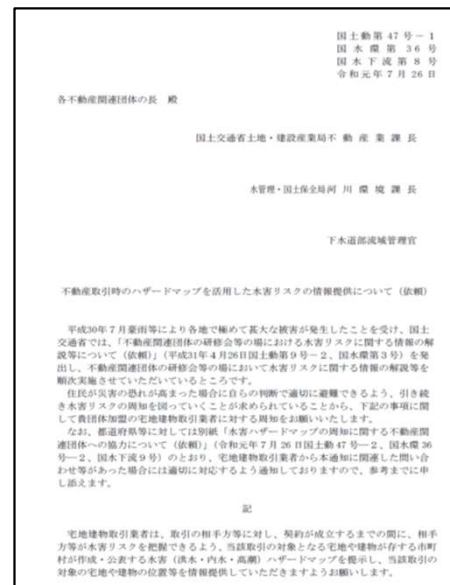 国土動第47号－1
国水環第36号
国水下流第8号
令和元年7月26日
各不動産関連団体の長 殿
国土交通省土地・建設産業局不動産業課長
水管理・国土保全局河川環境課長
下水道部流域管理官
不動産取引時のハザードマップを活用した水害リスクの情報提供について（依頼）
平成30年7月豪雨等により各地で極めて甚大な被害が発生したことを受け、国土
交通省では、「不動産関連団体の研修会等の場における水害リスクに関する情報の解
説等について（依頼）」（平成31年4月26日国土動第9号－2、国水環第3号）を発
出し、不動産関連団体の研修会等の場において水害リスクに関する情報の解説等を
順次実施させていただいているところです。
住民が災害の恐れが高まった場合に自らの判断で適切に避難できるよう、引き続
き水害リスクの周知を図っていくことが求められていることから、下記の事項に関
して貴団体加盟の宅地建物取引業者に対する周知をお願いいたします。
なお、都道府県等に対しては別紙「水害ハザードマップの周知に関する不動産関
連団体への協力について（依頼）」（令和元年7月26日国土動47号―2、国水環36
号―2、国水下流9号）のとおり、宅地建物取引業者から本通知に関連した問い合
わせ等があった場合には適切に対応するよう通知しておりますので、参考までに申
し添えます。
記
宅地建物取引業者は、取引の相手方等に対し、契約が成立するまでの間に、相手
方等が水害リスクを把握できるよう、当該取引の対象となる宅地や建物が存する市町
村が作成・公表する水害（洪水・内水・高潮）ハザードマップを提示し、当該取引の
対象の宅地や建物の位置等を情報提供していただきますようお願いします。